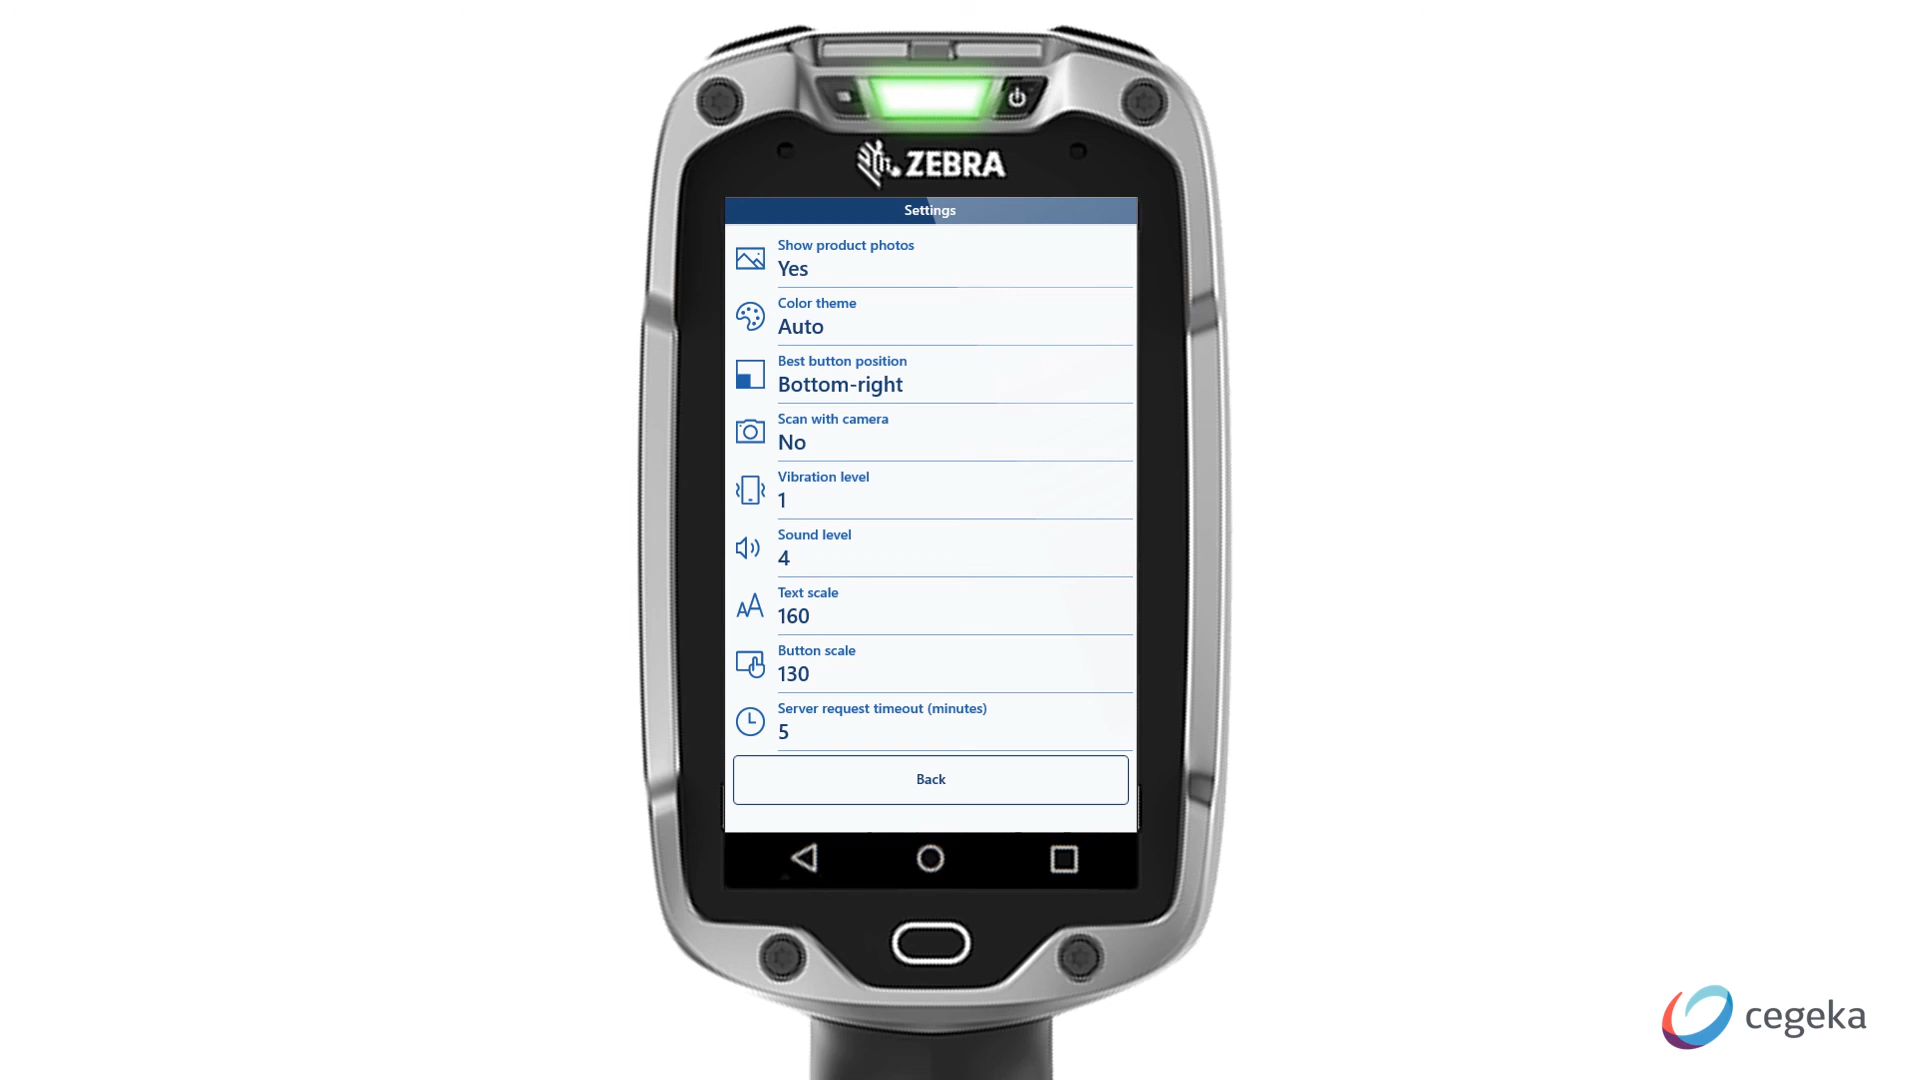 ZEBRA
Settings
Show product photos
Yes
Color theme
Auto
Best button position
Bottom-right
Scan with camera
No
Vibration level
1
Sound level
4
Text scale
160
Button scale
130
Server request timeout (minutes)
5
Back
cegeka